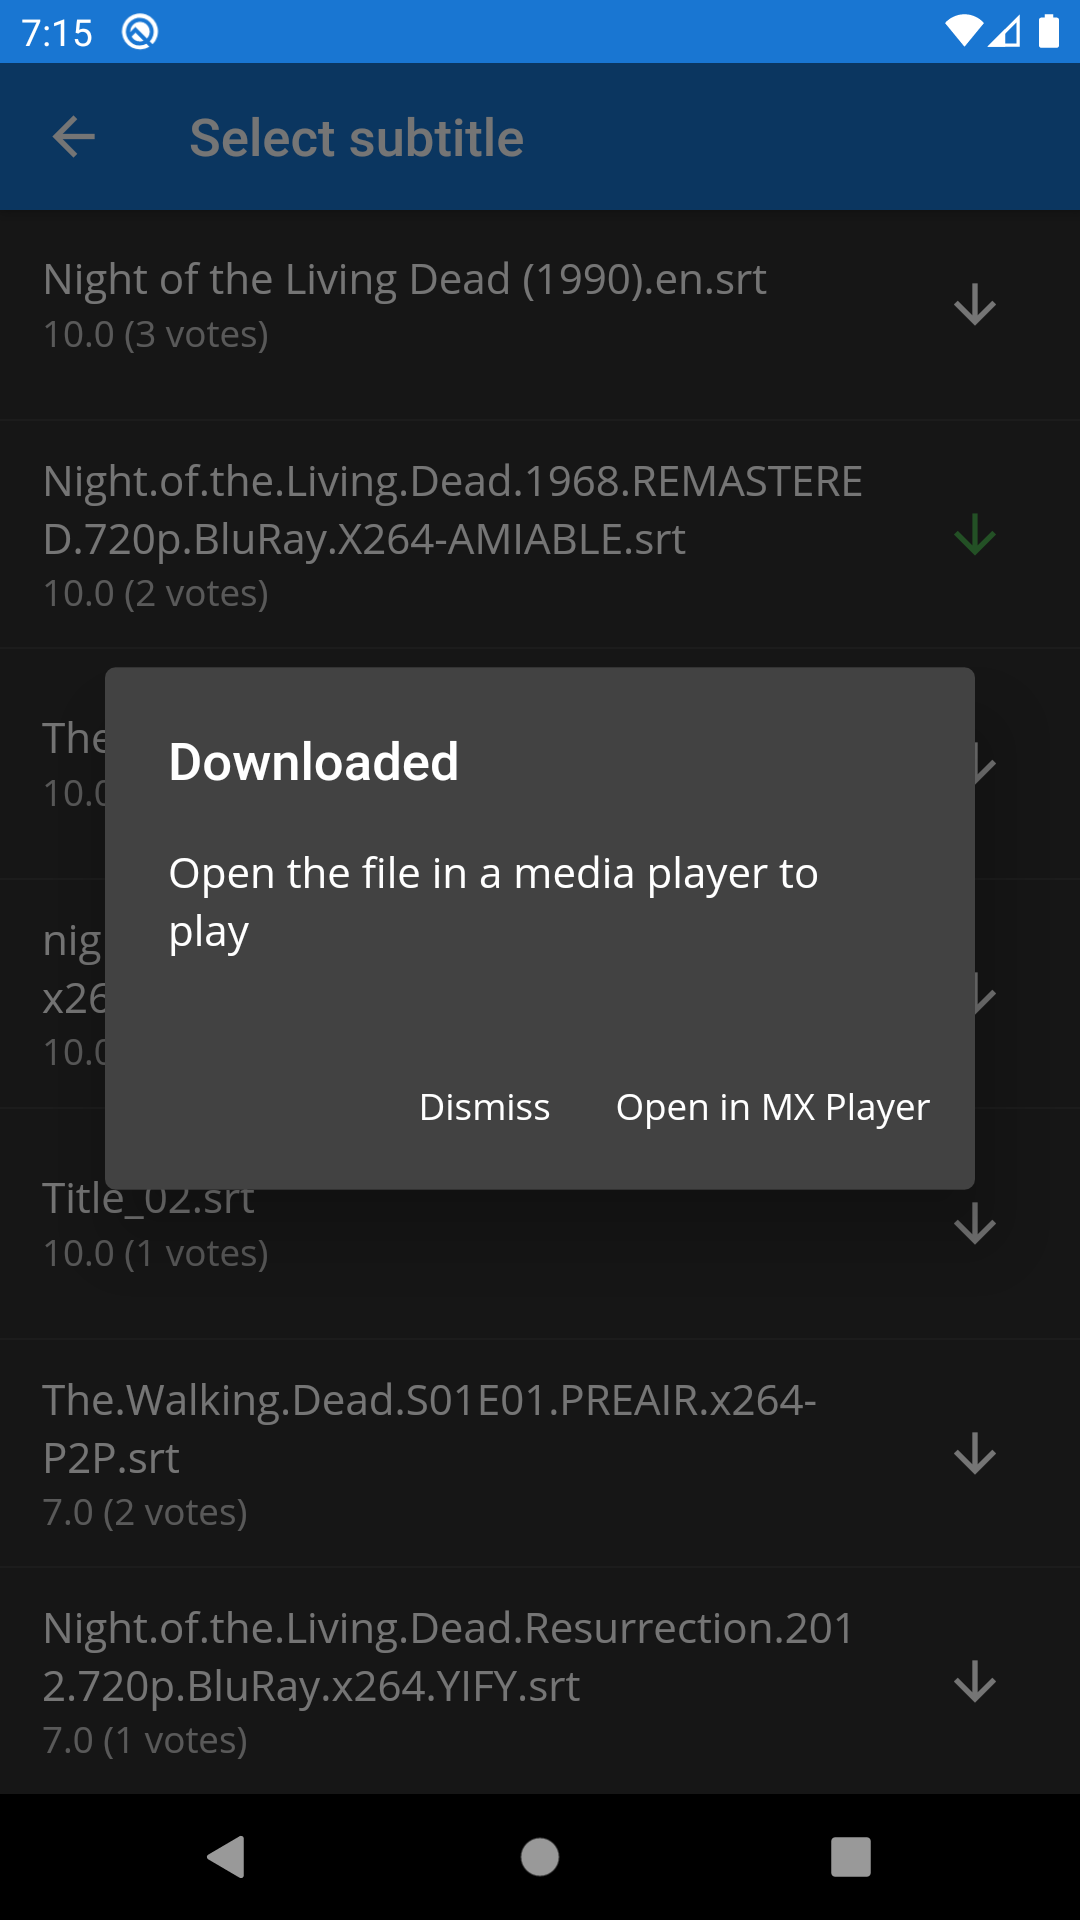 7:15
Select subtitle
Night of the Living Dead (1990).en.srt
10.0 (3 votes)
Night.of.the.Living.Dead.1968.REMASTERE
D.720p.BluRay.X264-AMIABLE.srt
10.0 (2 votes)
The
10.0
Downloaded
Open the file in a media player to
play
nig
x26
10.0
Dismiss Open in MX Player
Title_02.srt
10.0 (1 votes)
The.Walking.Dead.S01E01.PREAIR.x264-
P2P.srt
7.0 (2 votes)
Night.of.the.Living.Dead.Resurrection.201
2.720p.BluRay.x264.YIFY.srt
7.0 (1 votes)